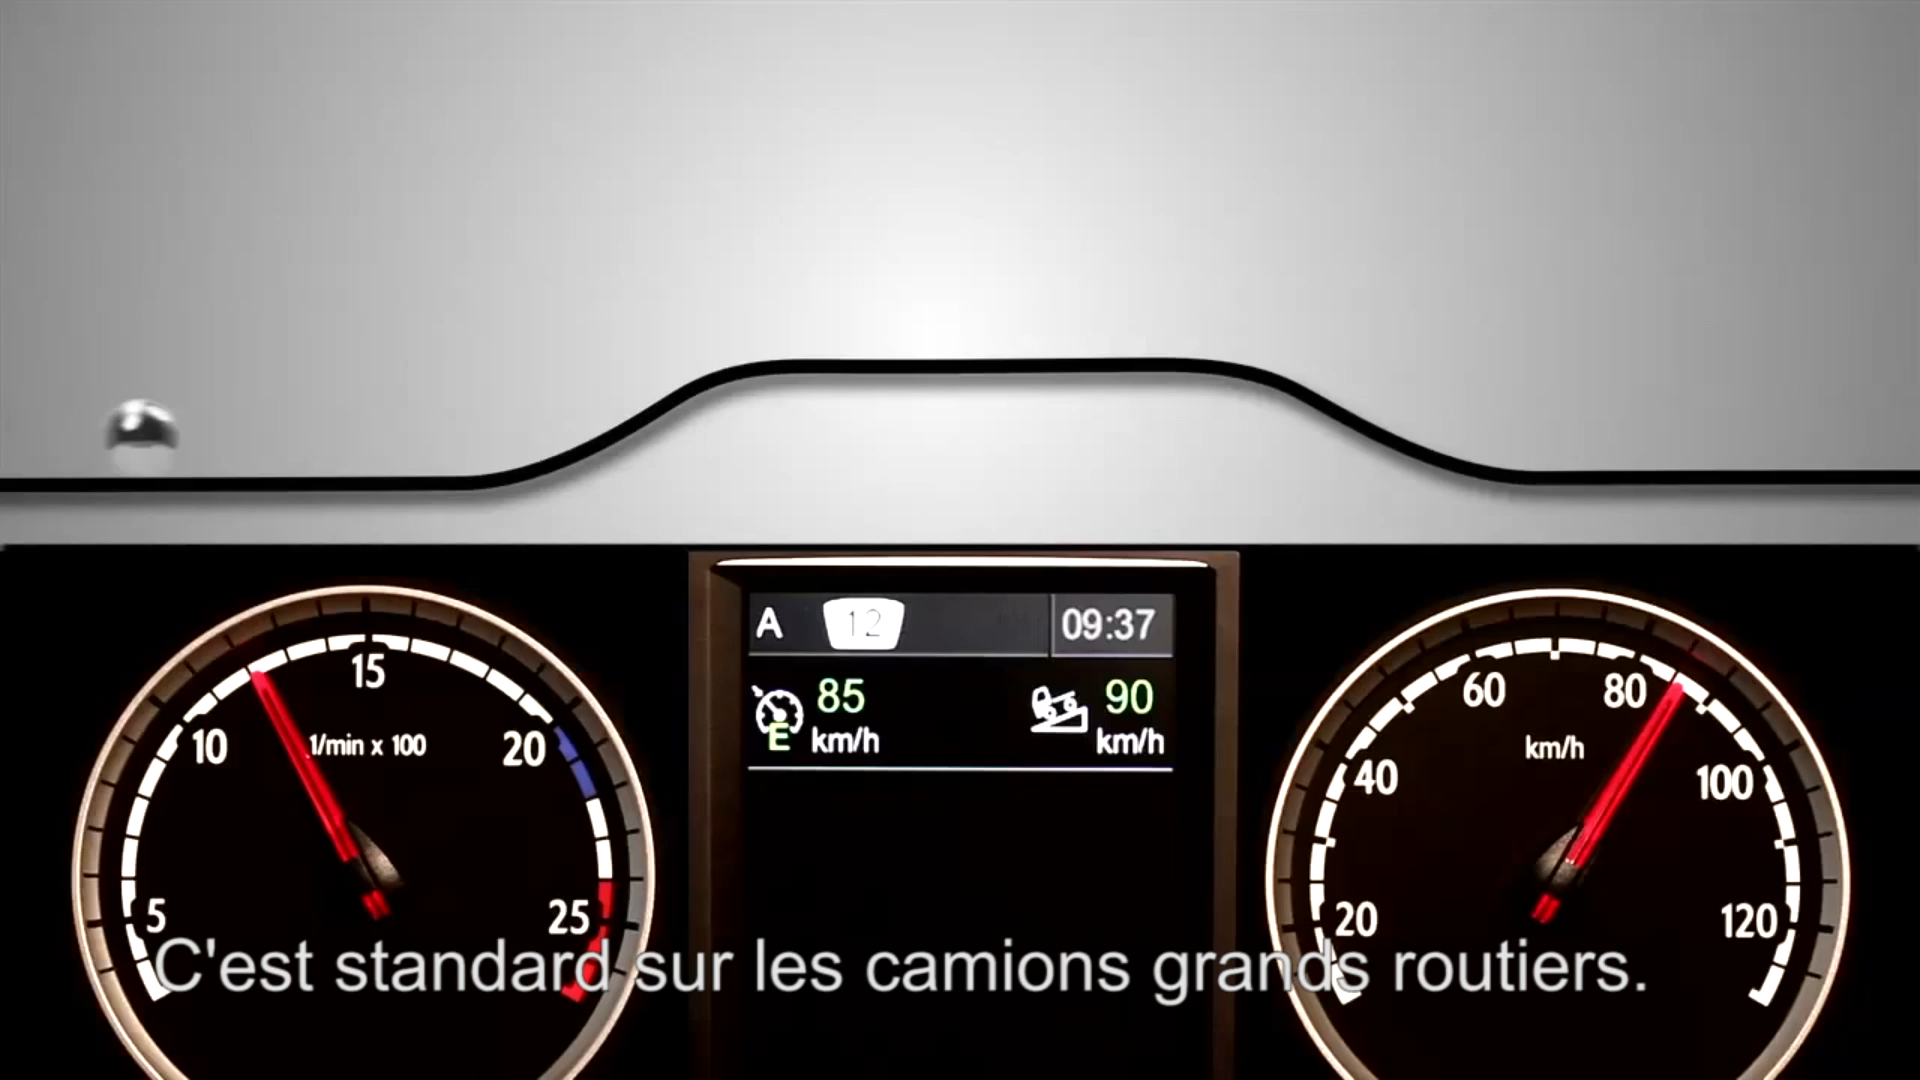 A 12 09:37
85 km/h
90 km/h
E
5 10 15 20 25
1/min x 100
20 40 60 80 100 120
km/h
C'est standard sur les camions grands routiers.